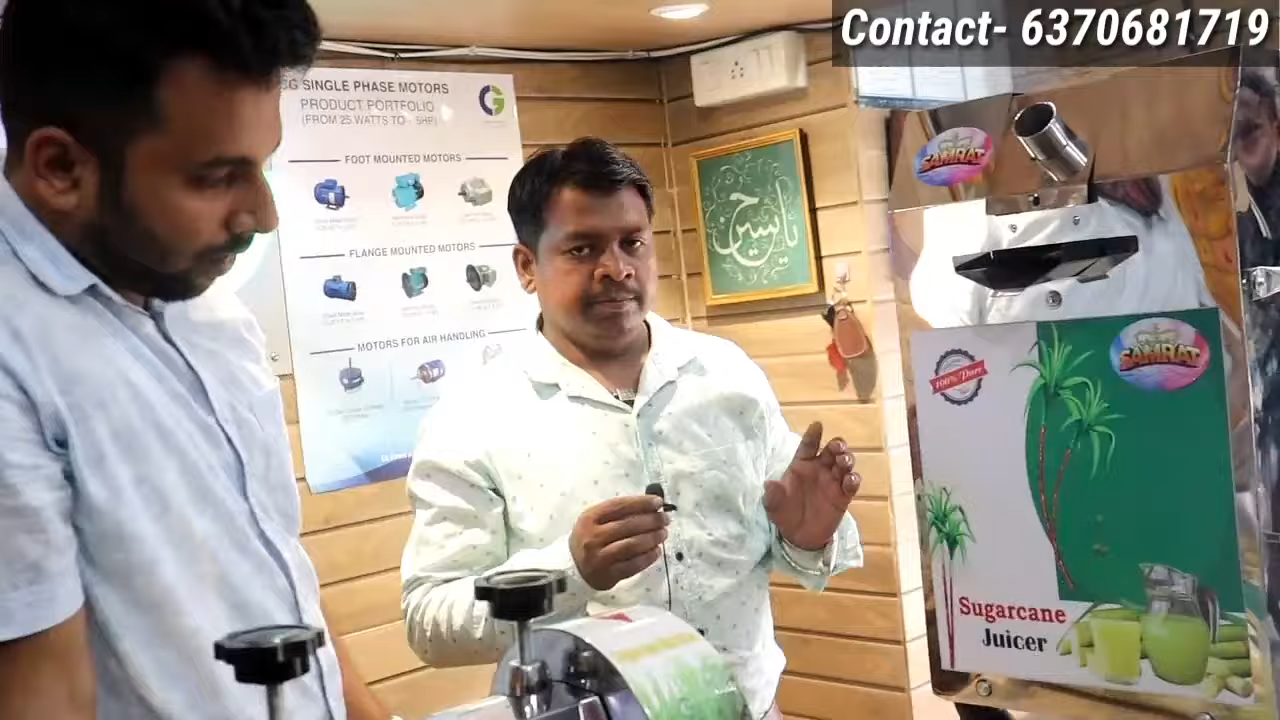 Contact- 6370681719
CG SINGLE PHASE MOTORS
PRODUCT PORTFOLIO
(FROM 25 WATTS TO - 5HP)
FOOT MOUNTED MOTORS
FLANGE MOUNTED MOTORS
MOTORS FOR AIR HANDLING
يا سين ج
SAMRAT
100% Pure
SAMRAT
Sugarcane
Juicer